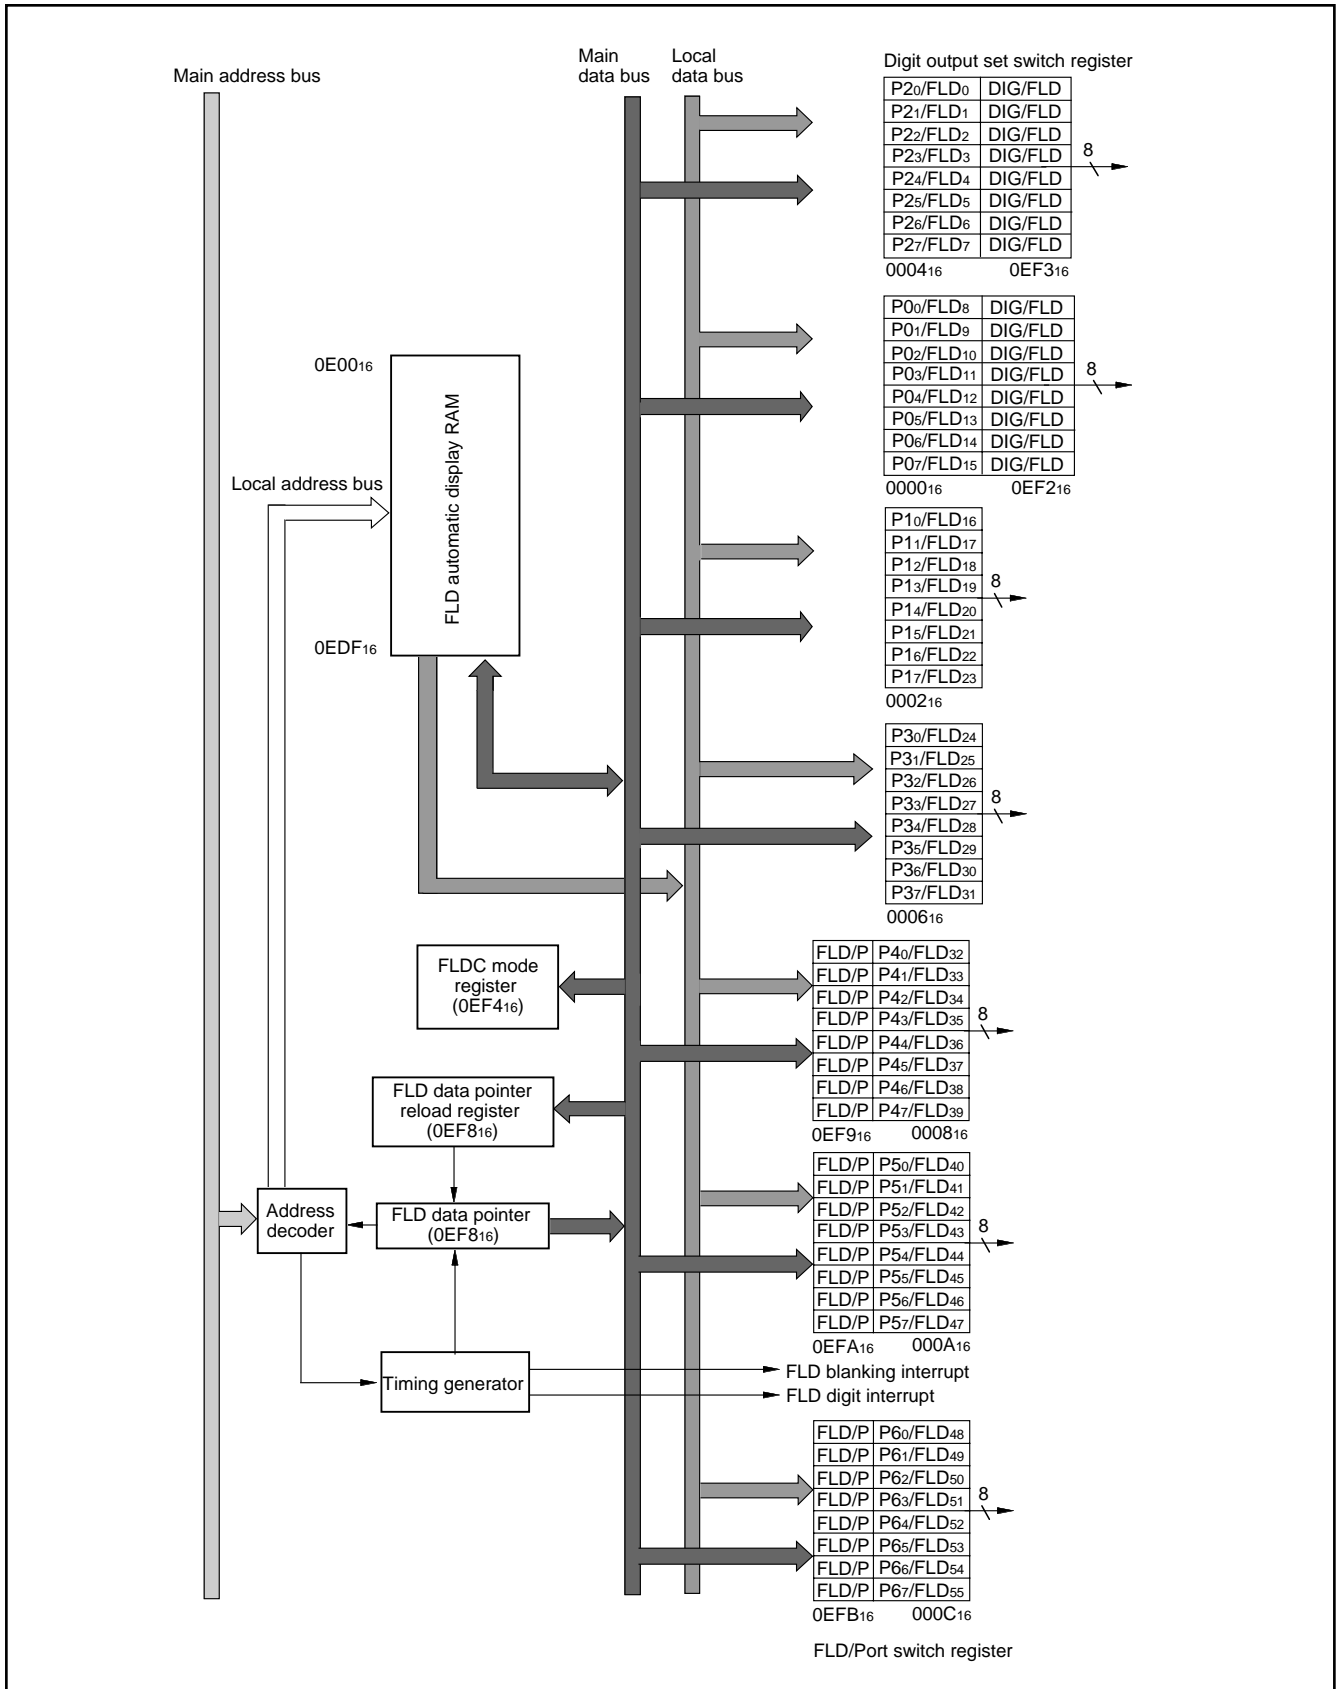 Main address bus
Main
data bus
Local
data bus
Digit output set switch register
P20/FLD0 DIG/FLD
P21/FLD1 DIG/FLD
P22/FLD2 DIG/FLD
P23/FLD3 DIG/FLD
P24/FLD4 DIG/FLD
P25/FLD5 DIG/FLD
P26/FLD6 DIG/FLD
P27/FLD7 DIG/FLD
8
000416 0EF316
P00/FLD8 DIG/FLD
P01/FLD9 DIG/FLD
P02/FLD10 DIG/FLD
P03/FLD11 DIG/FLD
P04/FLD12 DIG/FLD
P05/FLD13 DIG/FLD
P06/FLD14 DIG/FLD
P07/FLD15 DIG/FLD
8
000016 0EF216
0E0016
FLD automatic display RAM
0EDF16
Local address bus
P10/FLD16
P11/FLD17
P12/FLD18
P13/FLD19
P14/FLD20
P15/FLD21
P16/FLD22
P17/FLD23
8
000216
P30/FLD24
P31/FLD25
P32/FLD26
P33/FLD27
P34/FLD28
P35/FLD29
P36/FLD30
P37/FLD31
8
000616
FLDC mode
register
(0EF416)
FLD/P P40/FLD32
FLD/P P41/FLD33
FLD/P P42/FLD34
FLD/P P43/FLD35
FLD/P P44/FLD36
FLD/P P45/FLD37
FLD/P P46/FLD38
FLD/P P47/FLD39
8
0EF916 000816
FLD data pointer
reload register
(0EF816)
Address
decoder
FLD data pointer
(0EF816)
FLD/P P50/FLD40
FLD/P P51/FLD41
FLD/P P52/FLD42
FLD/P P53/FLD43
FLD/P P54/FLD44
FLD/P P55/FLD45
FLD/P P56/FLD46
FLD/P P57/FLD47
8
0EFA16 000A16
Timing generator
FLD blanking interrupt
FLD digit interrupt
FLD/P P60/FLD48
FLD/P P61/FLD49
FLD/P P62/FLD50
FLD/P P63/FLD51
FLD/P P64/FLD52
FLD/P P65/FLD53
FLD/P P66/FLD54
FLD/P P67/FLD55
8
0EFB16 000C16
FLD/Port switch register